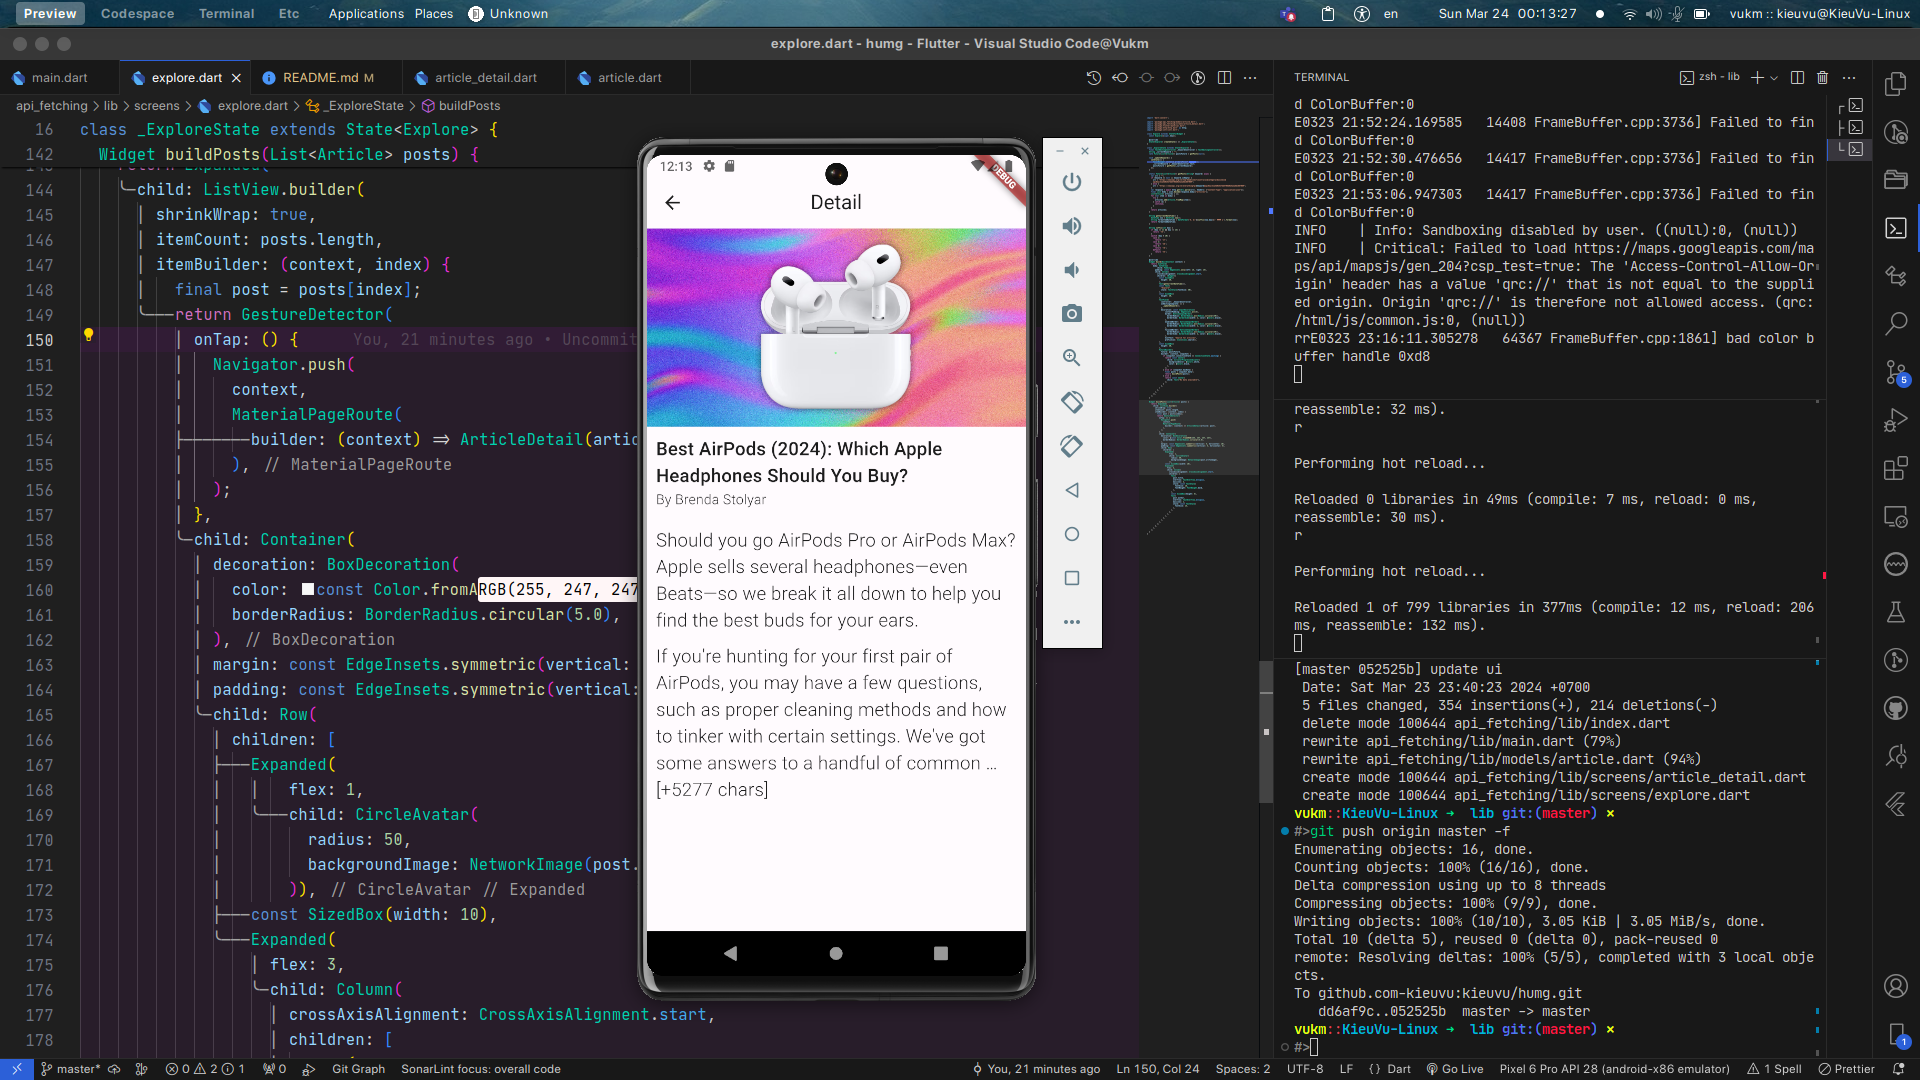 Preview Codespace Terminal Etc Applications Places Unknown en Sun Mar 24 00:13:27 vukm :: kieuvu@KieuVu-Linux
explore.dart - humg - Flutter - Visual Studio Code@Vukm
main.dart explore.dart README.md M article_detail.dart article.dart
api_fetching > lib > screens > explore.dart > _ExploreState > buildPosts
16 class _ExploreState extends State<Explore> {
142 Widget buildPosts(List<Article> posts) {
144 child: ListView.builder(
145 shrinkWrap: true,
146 itemCount: posts.length,
147 itemBuilder: (context, index) {
148 final post = posts[index];
149 return GestureDetector(
150 onTap: () { You, 21 minutes ago • Uncommit
151 Navigator.push(
152 context,
153 MaterialPageRoute(
154 builder: (context) => ArticleDetail(artic
155 ), // MaterialPageRoute
156 );
157 },
158 child: Container(
159 decoration: BoxDecoration(
160 color: const Color.fromARGB(255, 247, 247
161 borderRadius: BorderRadius.circular(5.0),
162 ), // BoxDecoration
163 margin: const EdgeInsets.symmetric(vertical:
164 padding: const EdgeInsets.symmetric(vertical:
165 child: Row(
166 children: [
167 Expanded(
168 flex: 1,
169 child: CircleAvatar(
170 radius: 50,
171 backgroundImage: NetworkImage(post.
172 )), // CircleAvatar // Expanded
173 const SizedBox(width: 10),
174 Expanded(
175 flex: 3,
176 child: Column(
177 crossAxisAlignment: CrossAxisAlignment.start,
178 children: [
12:13
DEBUG
Detail
Best AirPods (2024): Which Apple
Headphones Should You Buy?
By Brenda Stolyar
Should you go AirPods Pro or AirPods Max?
Apple sells several headphones—even
Beats—so we break it all down to help you
find the best buds for your ears.
If you're hunting for your first pair of
AirPods, you may have a few questions,
such as proper cleaning methods and how
to tinker with certain settings. We've got
some answers to a handful of common …
[+5277 chars]
TERMINAL zsh - lib
d ColorBuffer:0
E0323 21:52:24.169585 14408 FrameBuffer.cpp:3736] Failed to fin
d ColorBuffer:0
E0323 21:52:30.476656 14417 FrameBuffer.cpp:3736] Failed to fin
d ColorBuffer:0
E0323 21:53:06.947303 14417 FrameBuffer.cpp:3736] Failed to fin
d ColorBuffer:0
INFO | Info: Sandboxing disabled by user. ((null):0, (null))
INFO | Critical: Failed to load https://maps.googleapis.com/ma
ps/api/mapsjs/gen_204?csp_test=true: The 'Access-Control-Allow-Or
igin' header has a value 'qrc://' that is not equal to the suppli
ed origin. Origin 'qrc://' is therefore not allowed access. (qrc:
/html/js/common.js:0, (null))
rrE0323 23:16:11.305278 64367 FrameBuffer.cpp:1861] bad color b
uffer handle 0xd8
reassemble: 32 ms).
r
Performing hot reload...
Reloaded 0 libraries in 49ms (compile: 7 ms, reload: 0 ms,
reassemble: 30 ms).
r
Performing hot reload...
Reloaded 1 of 799 libraries in 377ms (compile: 12 ms, reload: 206
ms, reassemble: 132 ms).
[master 052525b] update ui
Date: Sat Mar 23 23:40:23 2024 +0700
5 files changed, 354 insertions(+), 214 deletions(-)
delete mode 100644 api_fetching/lib/index.dart
rewrite api_fetching/lib/main.dart (79%)
rewrite api_fetching/lib/models/article.dart (94%)
create mode 100644 api_fetching/lib/screens/article_detail.dart
create mode 100644 api_fetching/lib/screens/explore.dart
vukm::KieuVu-Linux → lib git:(master) ×
#>git push origin master -f
Enumerating objects: 16, done.
Counting objects: 100% (16/16), done.
Delta compression using up to 8 threads
Compressing objects: 100% (9/9), done.
Writing objects: 100% (10/10), 3.05 KiB | 3.05 MiB/s, done.
Total 10 (delta 5), reused 0 (delta 0), pack-reused 0
remote: Resolving deltas: 100% (5/5), completed with 3 local obje
cts.
To github.com-kieuvu:kieuvu/humg.git
dd6af9c..052525b master -> master
vukm::KieuVu-Linux → lib git:(master) ×
#>
5
1
master* 0 2 1 0 Git Graph SonarLint focus: overall code You, 21 minutes ago Ln 150, Col 24 Spaces: 2 UTF-8 LF {} Dart Go Live Pixel 6 Pro API 28 (android-x86 emulator) 1 Spell Prettier